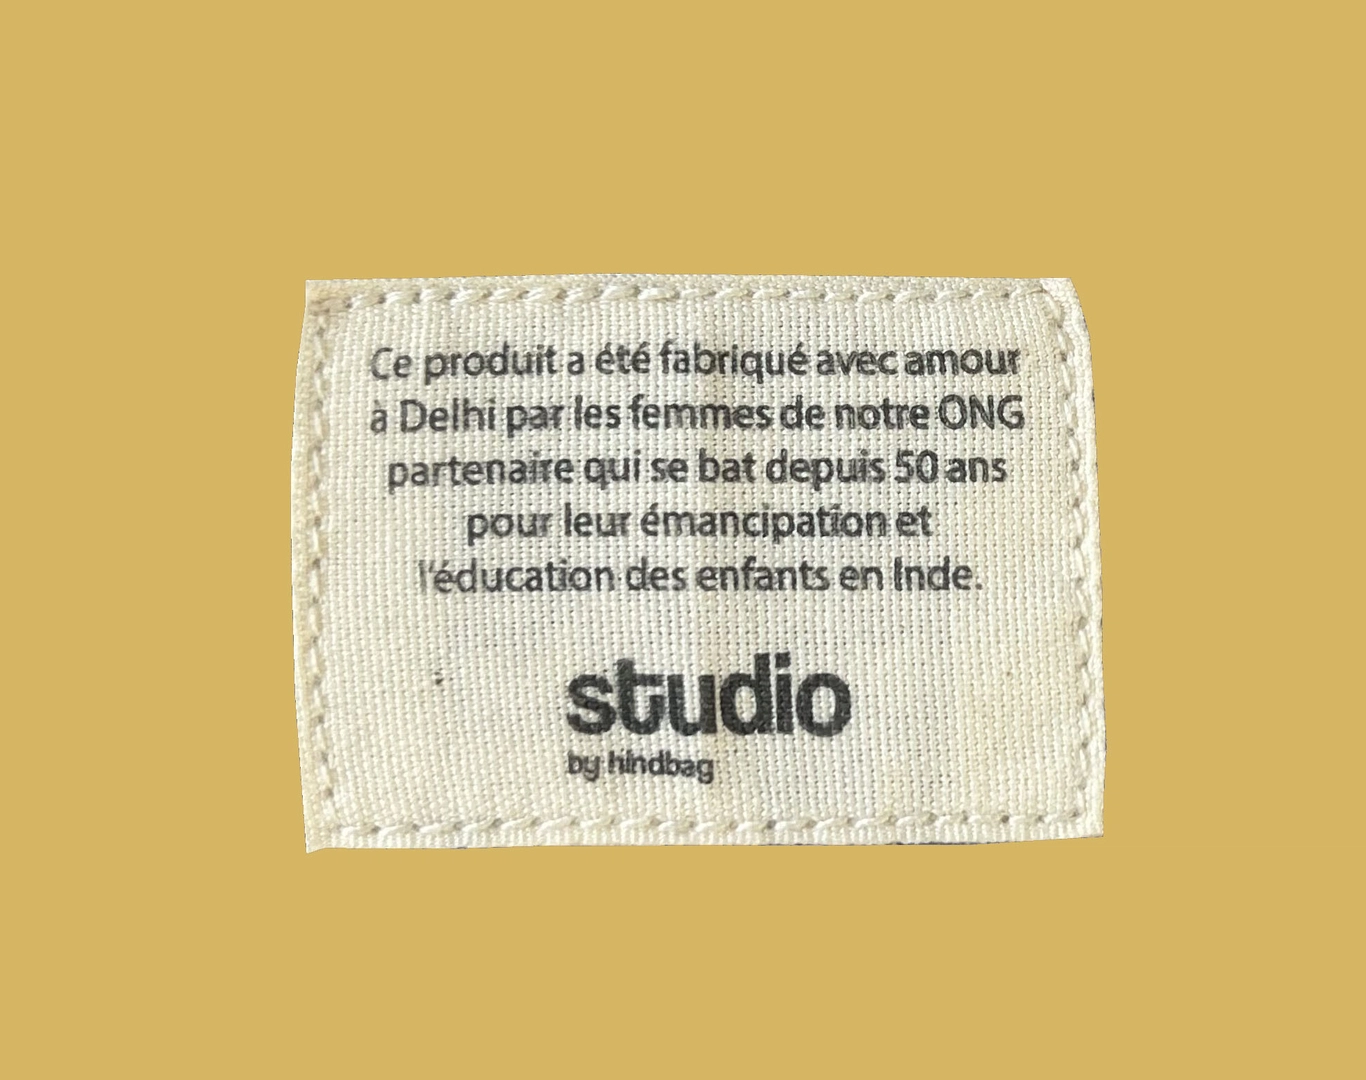 Ce produit a été fabriqué avec amour
à Delhi par les femmes de notre ONG
partenaire qui se bat depuis 50 ans
pour leur émancipation et
l'éducation des enfants en Inde.
studio
by hindbag